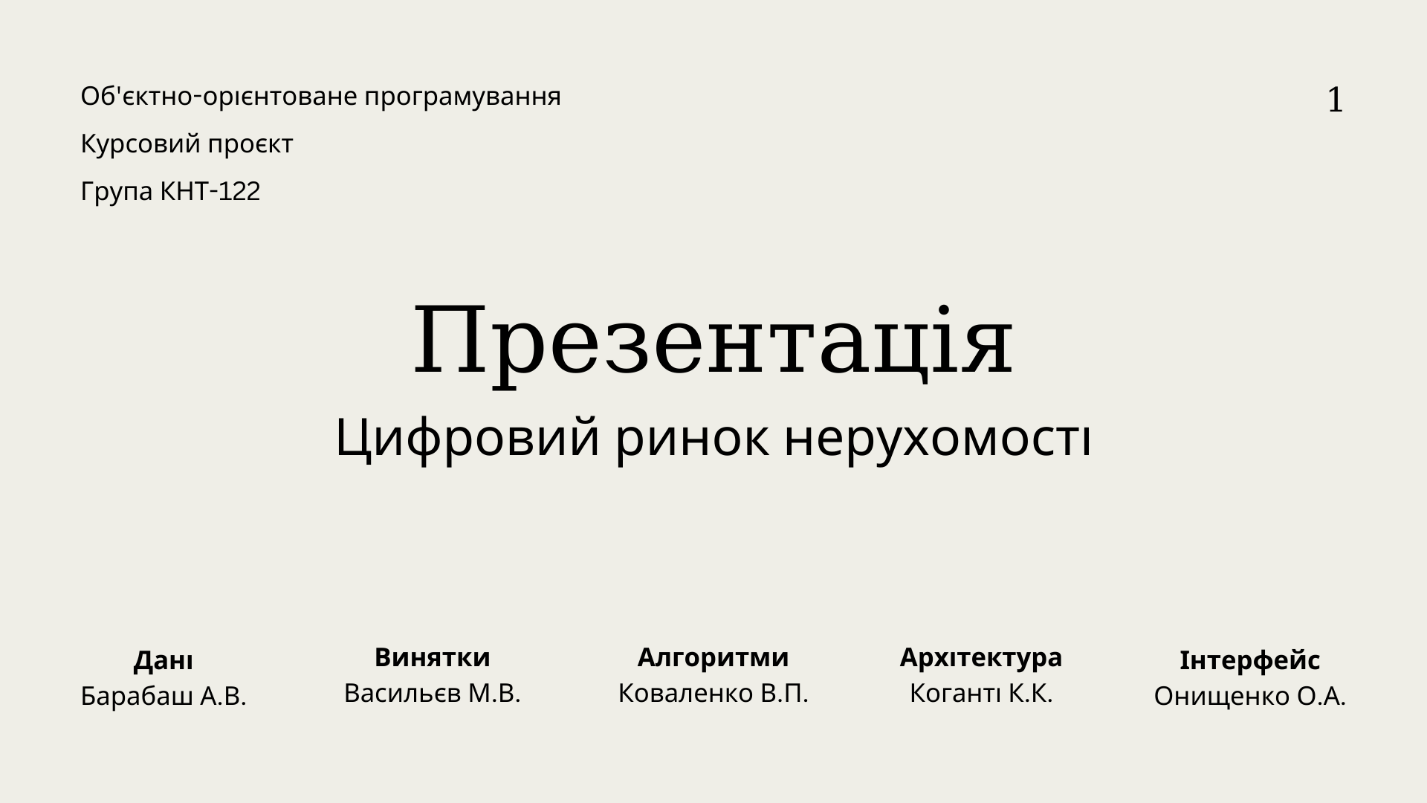 Об'єктно-орієнтоване програмування
1
Курсовий проєкт
Група КНТ-122
Презентація
Цифровий ринок нерухомості
Дані
Барабаш А.В.
Винятки
Васильєв М.В.
Алгоритми
Коваленко В.П.
Архітектура
Коганті К.К.
Інтерфейс
Онищенко О.А.